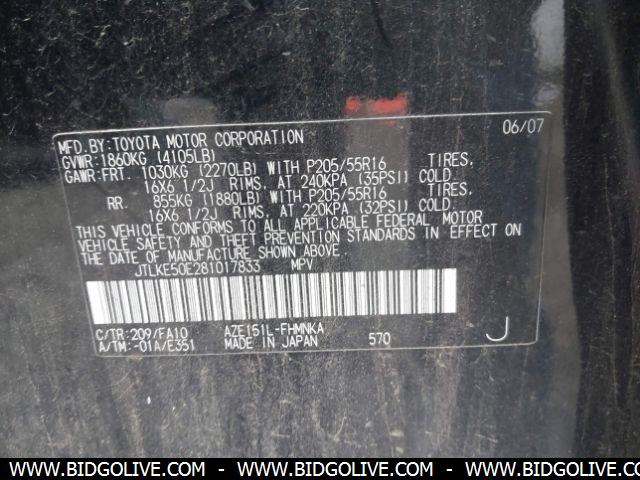 06/07
MFD.BY:TOYOTA MOTOR CORPORATION
GVWR:1860KG (4105LB)
GAWR:FRT. 1030KG (2270LB) WITH P205/55R16 TIRES.
16X6 1/2J RIMS. AT 240KPA (35PSI) COLD.
RR. 855KG (1880LB) WITH P205/55R16 TIRES.
16X6 1/2J RIMS. AT 220KPA (32PSI) COLD.
THIS VEHICLE CONFORMS TO ALL APPLICABLE FEDERAL MOTOR
VEHICLE SAFETY AND THEFT PREVENTION STANDARDS IN EFFECT ON
THE DATE OF MANUFACTURE SHOWN ABOVE.
JTLKE50E281017833 MPV
C/TR:209/FA10 AZE151L-FHMNKA
A/TM:-01A/E351 MADE IN JAPAN 570 J
WWW.BIDGOLIVE.COM - WWW.BIDGOLIVE.COM - WWW.BIDGOLIVE.COM